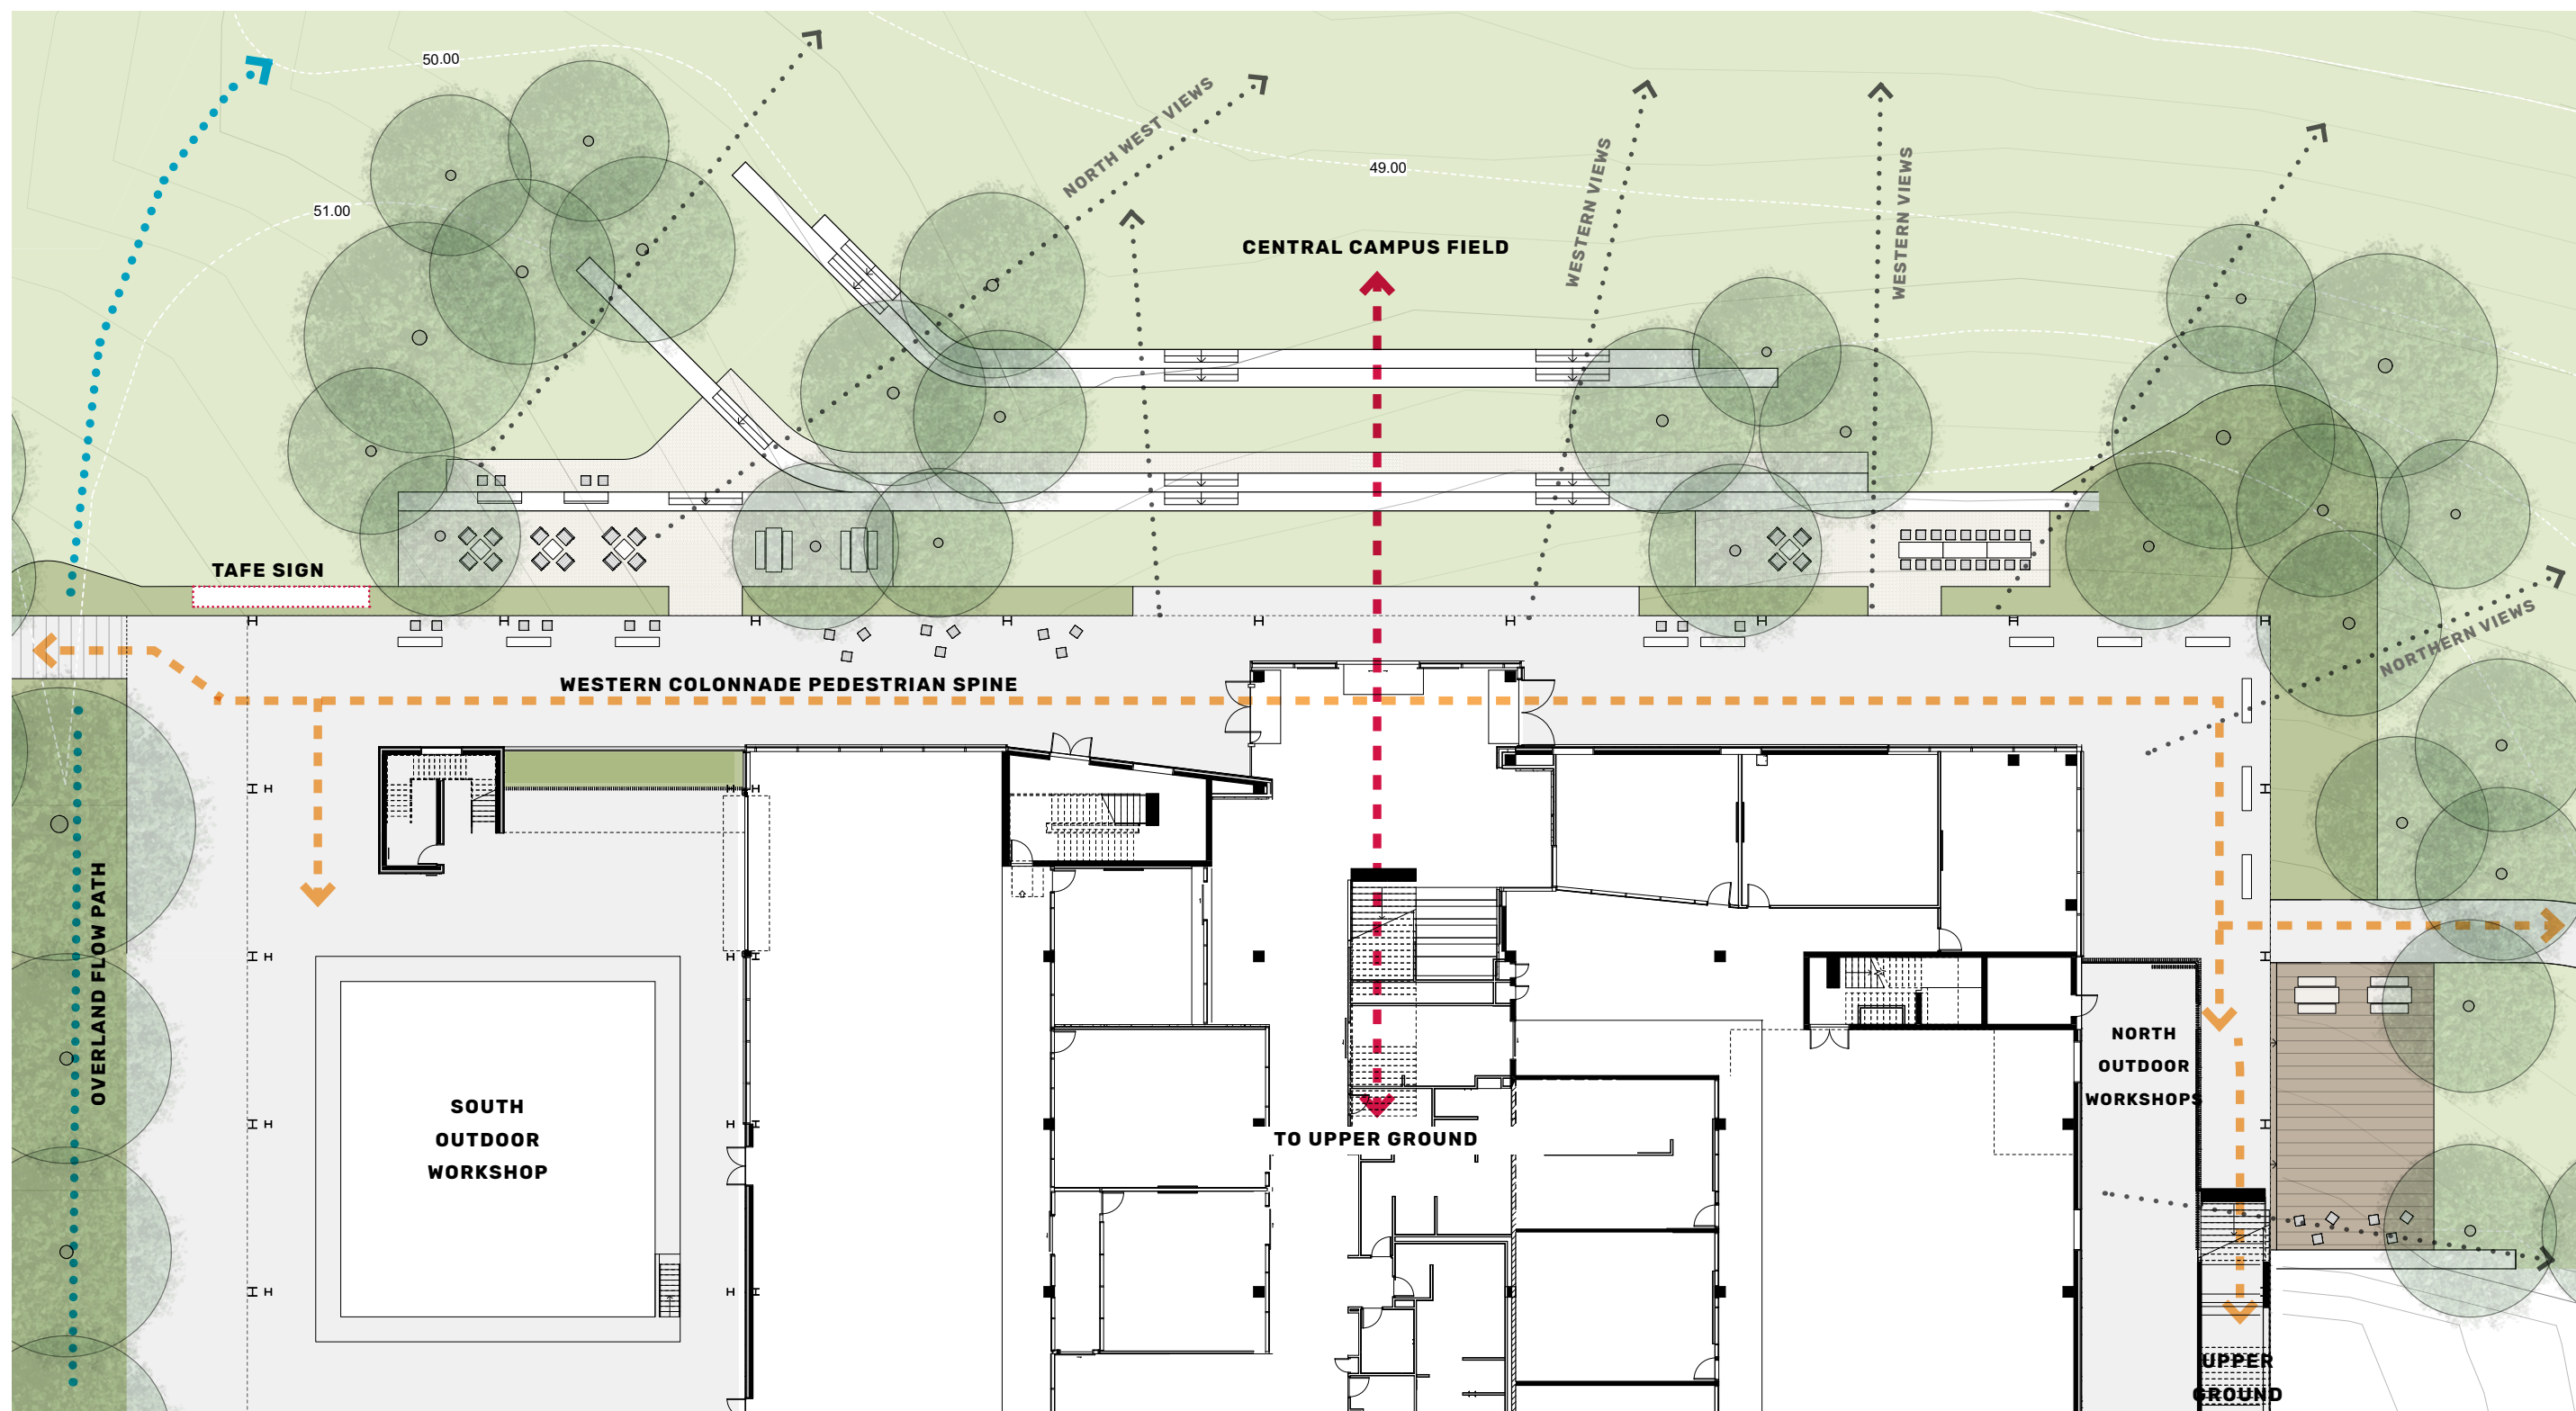 50.00
NORTH WEST VIEWS
49.00
WESTERN VIEWS
WESTERN VIEWS
51.00
CENTRAL CAMPUS FIELD
TAFE SIGN
NORTHERN VIEWS
WESTERN COLONNADE PEDESTRIAN SPINE
OVERLAND FLOW PATH
SOUTH
OUTDOOR
WORKSHOP
TO UPPER GROUND
NORTH
OUTDOOR
WORKSHOPS
UPPER
GROUND